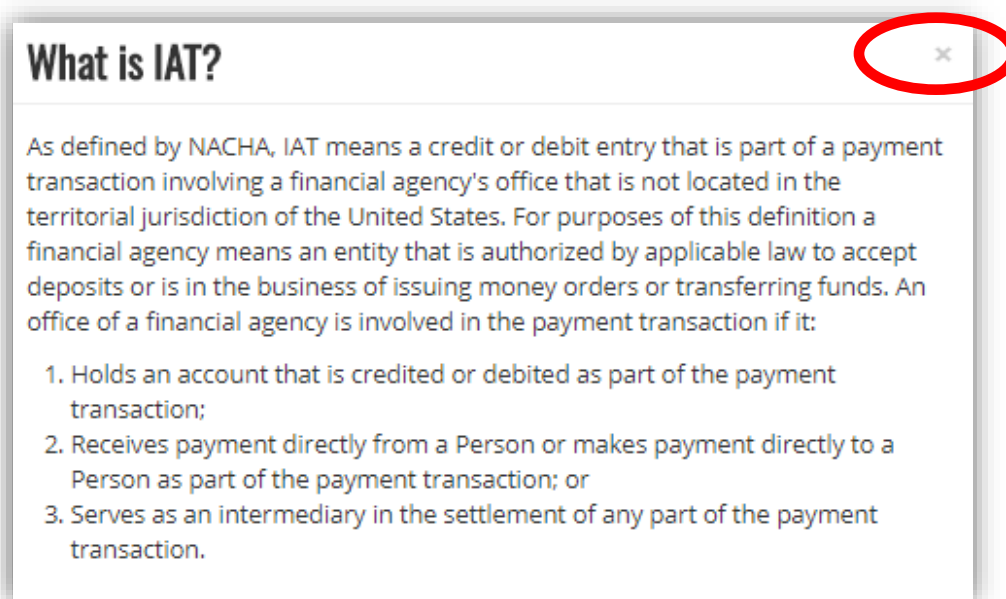 What is IAT?
×
As defined by NACHA, IAT means a credit or debit entry that is part of a payment
transaction involving a financial agency's office that is not located in the
territorial jurisdiction of the United States. For purposes of this definition a
financial agency means an entity that is authorized by applicable law to accept
deposits or is in the business of issuing money orders or transferring funds. An
office of a financial agency is involved in the payment transaction if it:
1. Holds an account that is credited or debited as part of the payment
transaction;
2. Receives payment directly from a Person or makes payment directly to a
Person as part of the payment transaction; or
3. Serves as an intermediary in the settlement of any part of the payment
transaction.